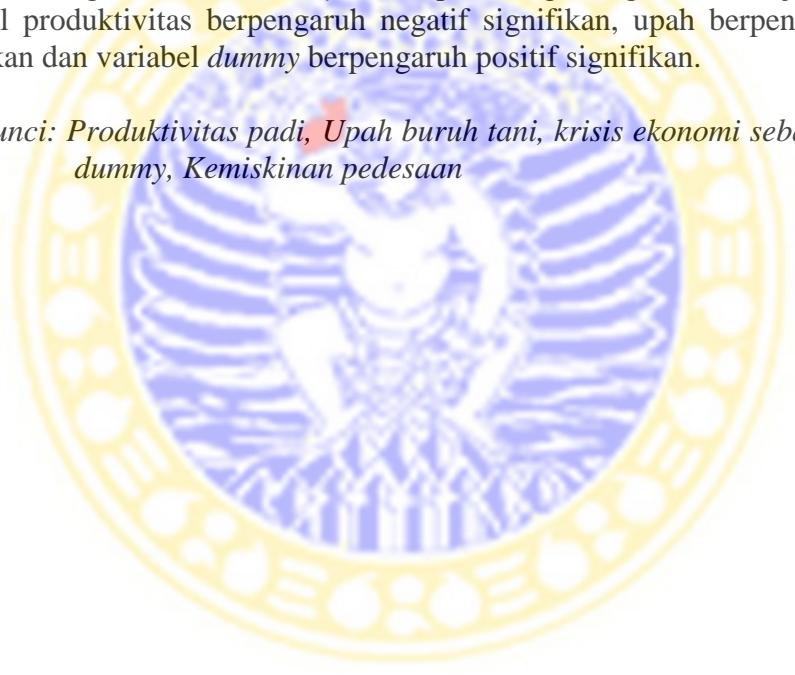 l produktivitas berpengaruh negatif signifikan, upah berpen
kan dan variabel dummy berpengaruh positif signifikan.
unci: Produktivitas padi, Upah buruh tani, krisis ekonomi seba
dummy, Kemiskinan pedesaan